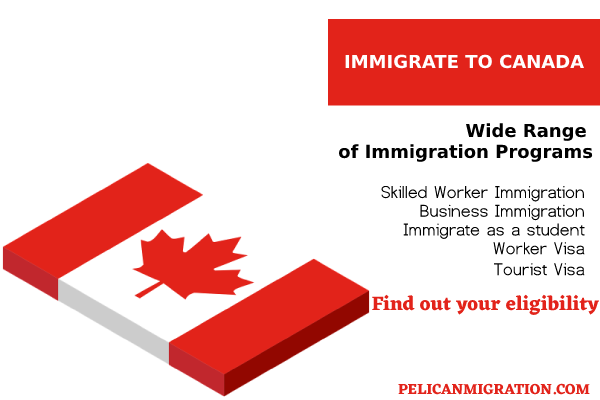 IMMIGRATE TO CANADA
Wide Range
of Immigration Programs
Skilled Worker Immigration
Business Immigration
Immigrate as a student
Worker Visa
Tourist Visa
Find out your eligibility
PELICANMIGRATION.COM